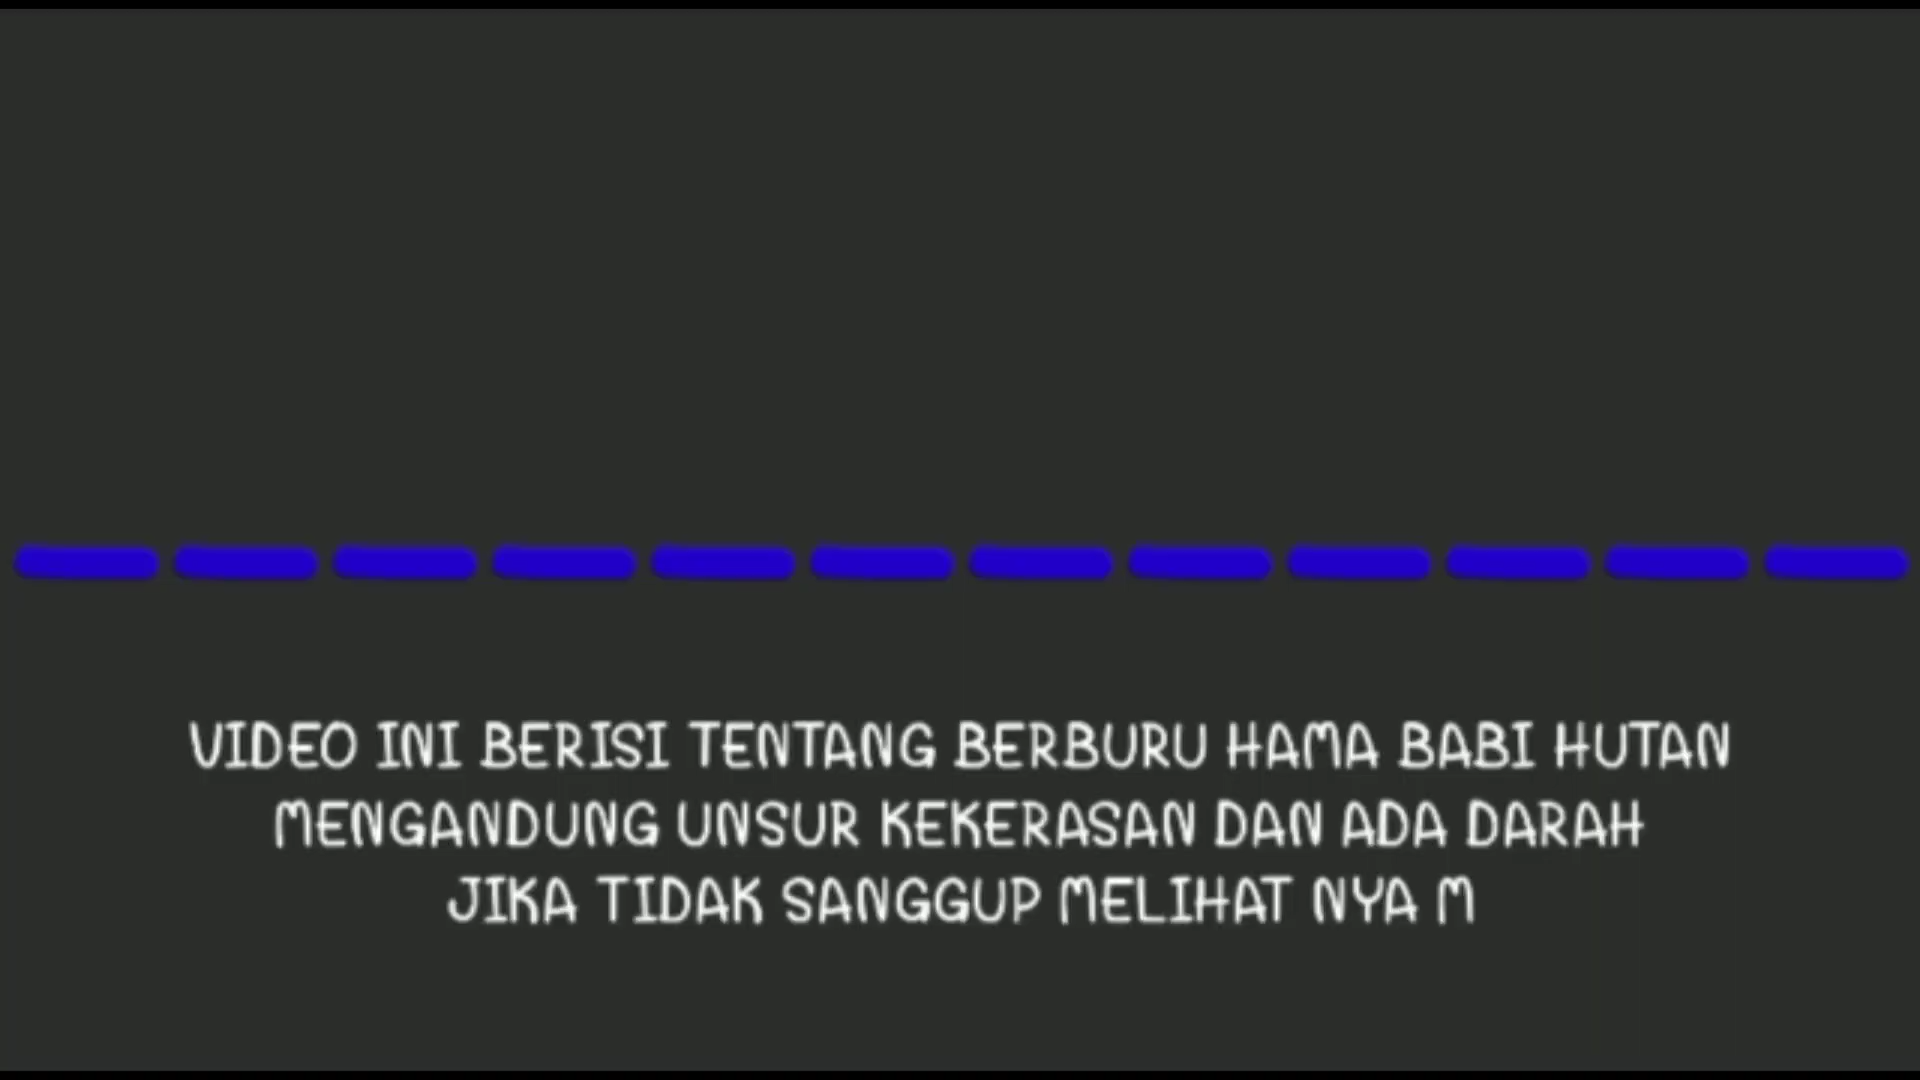 VIDEO INI BERISI TENTANG BERBURU HAMA BABI HUTAN
MENGANDUNG UNSUR KEKERASAN DAN ADA DARAH
JIKA TIDAK SANGGUP MELIHAT NYA M